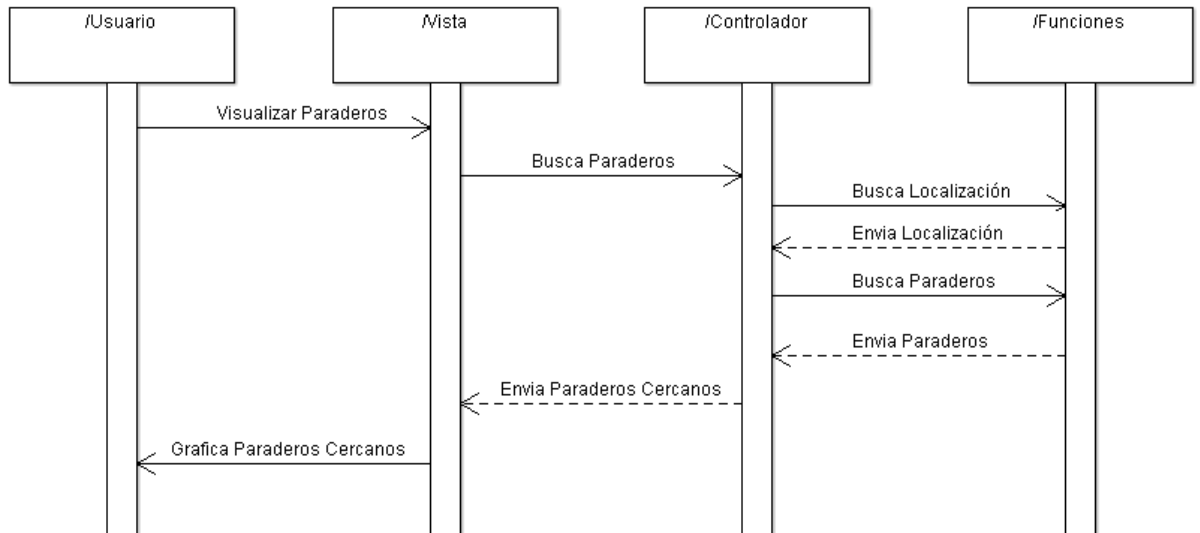 /Usuario
/Vista
/Controlador
/Funciones
Visualizar Paraderos
Busca Paraderos
Busca Localización
Envia Localización
Busca Paraderos
Envia Paraderos
Envia Paraderos Cercanos
Grafica Paraderos Cercanos